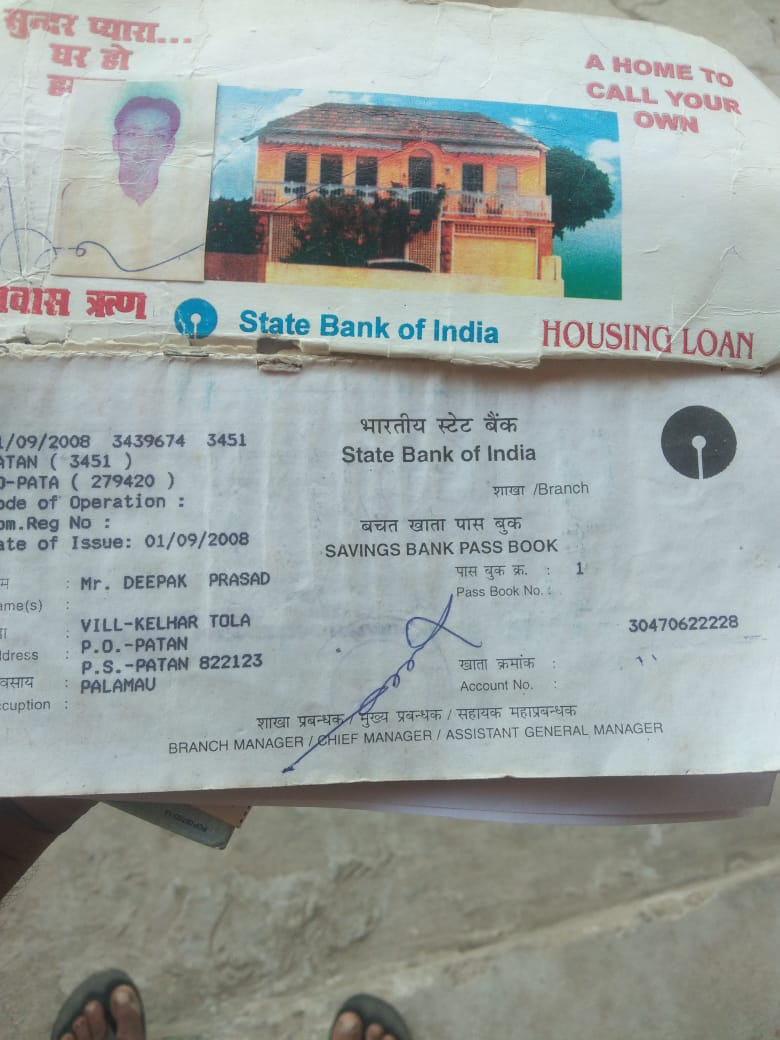 सुन्दर प्यारा...
घर हो
A HOME TO
CALL YOUR
OWN
वास ऋण
State Bank of India
HOUSING LOAN
/09/2008 3439674 3451
ATAN ( 3451 )
O-PATA ( 279420 )
ode of Operation :
om.Reg No :
ate of Issue: 01/09/2008
भारतीय स्टेट बैंक
State Bank of India
शाखा /Branch
बचत खाता पास बुक
SAVINGS BANK PASS BOOK
पास बुक क्र. : 1
Pass Book No. :
म : Mr. DEEPAK PRASAD
ame(s) :
: VILL-KELHAR TOLA
ddress P.O.-PATAN
: P.S.-PATAN 822123
वसाय : PALAMAU
ccuption :
30470622228
खाता क्रमांक :
Account No. :
शाखा प्रबन्धक / मुख्य प्रबन्धक / सहायक महाप्रबन्धक
BRANCH MANAGER / CHIEF MANAGER / ASSISTANT GENERAL MANAGER